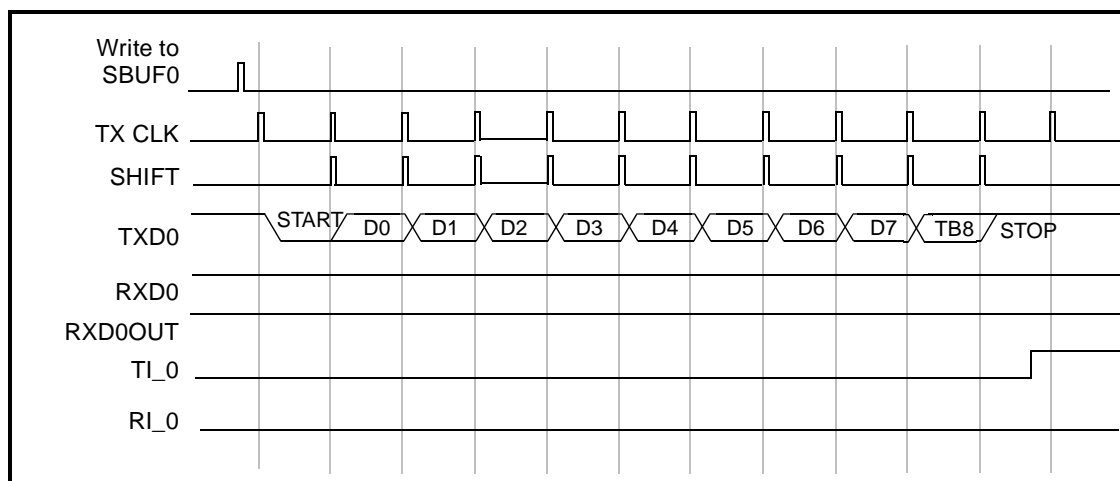 Write to
SBUF0
TX CLK
SHIFT
TXD0
START D0 D1 D2 D3 D4 D5 D6 D7 TB8 STOP
RXD0
RXD0OUT
TI_0
RI_0